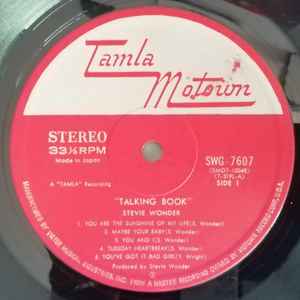 Tamla
Motown
STEREO
33⅓ RPM
Made in Japan
SWG-7607
SIDE 1
A "TAMLA" Recording
"TALKING BOOK"
STEVIE WONDER
1. YOU ARE THE SUNSHINE OF MY LIFE(S. Wonder)
2. MAYBE YOUR BABY(S. Wonder)
3. YOU AND I(S. Wonder)
4. TUESDAY HEARTBREAK(S. Wonder)
5. YOU'VE GOT IT BAD GIRL(Y. Wright)
Produced by Stevie Wonder